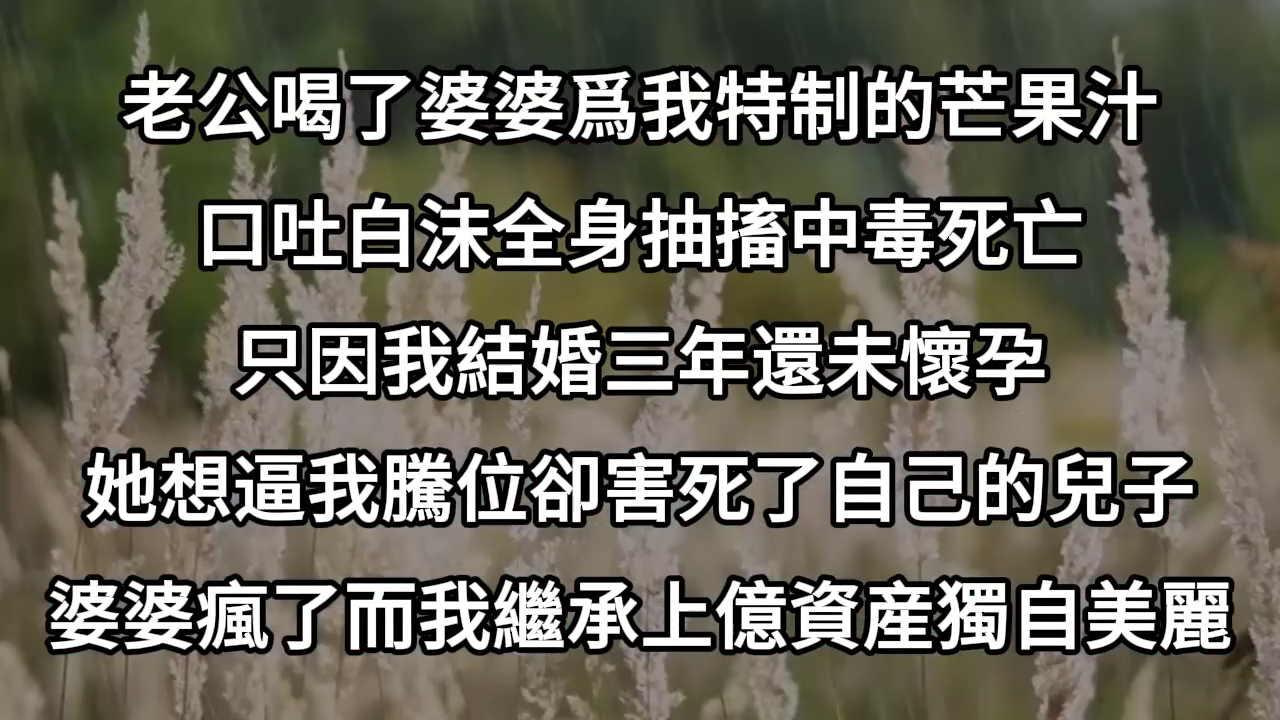 老公喝了婆婆爲我特制的芒果汁
口吐白沫全身抽搐中毒死亡
只因我結婚三年還未懷孕
她想逼我騰位卻害死了自己的兒子
婆婆瘋了而我繼承上億資産獨自美麗